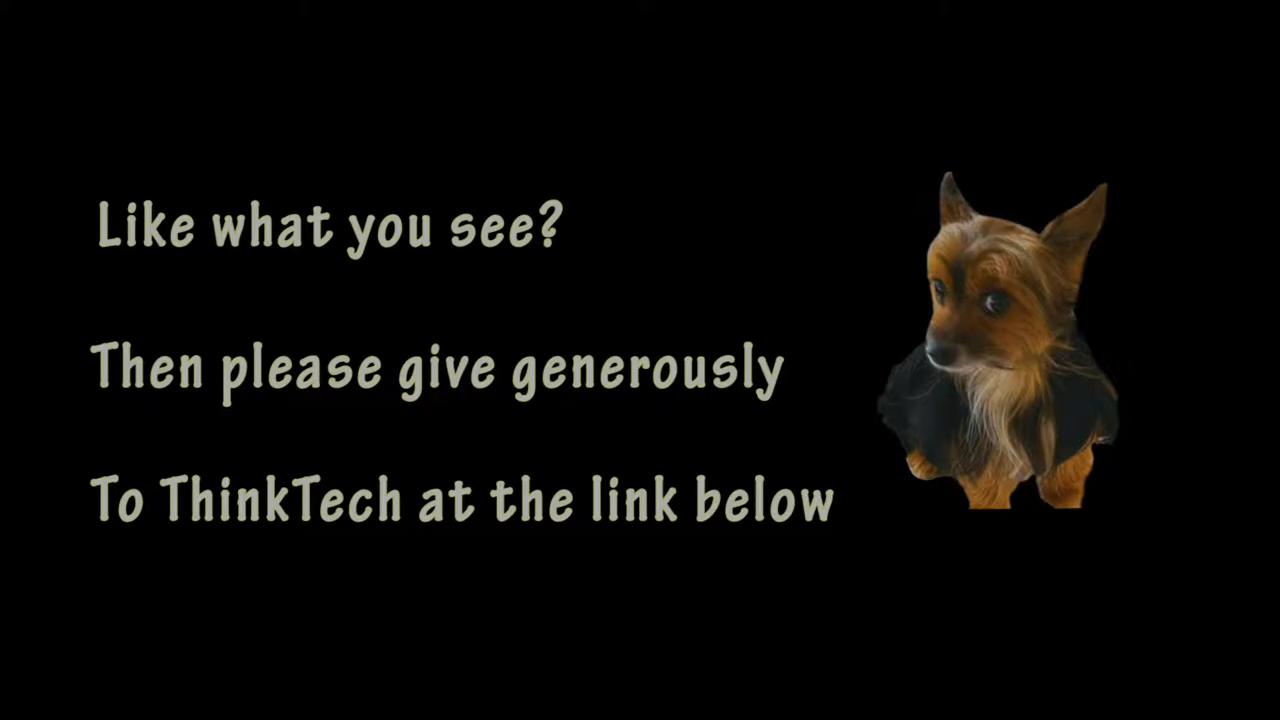 Like what you see?
Then please give generously
To ThinkTech at the link below